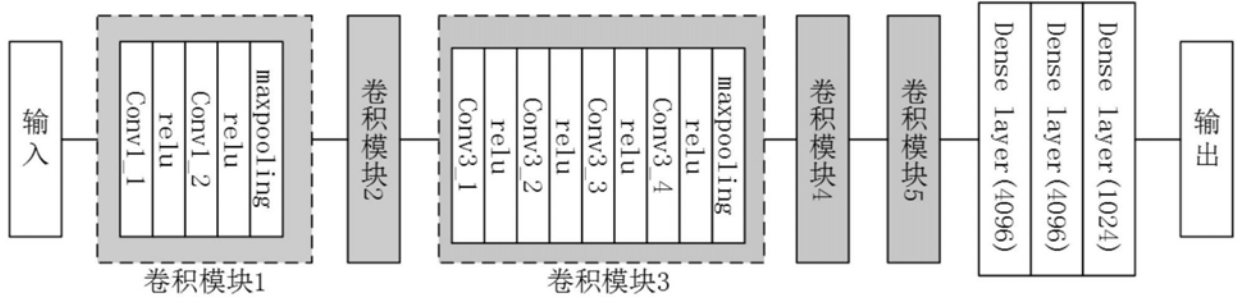 输入
Conv1_1
relu
Conv1_2
relu
maxpooling
卷积模块1
卷积模块2
Conv3_1
relu
Conv3_2
relu
Conv3_3
relu
Conv3_4
relu
maxpooling
卷积模块3
卷积模块4
卷积模块5
Dense layer(4096)
Dense layer(4096)
Dense layer(1024)
输出